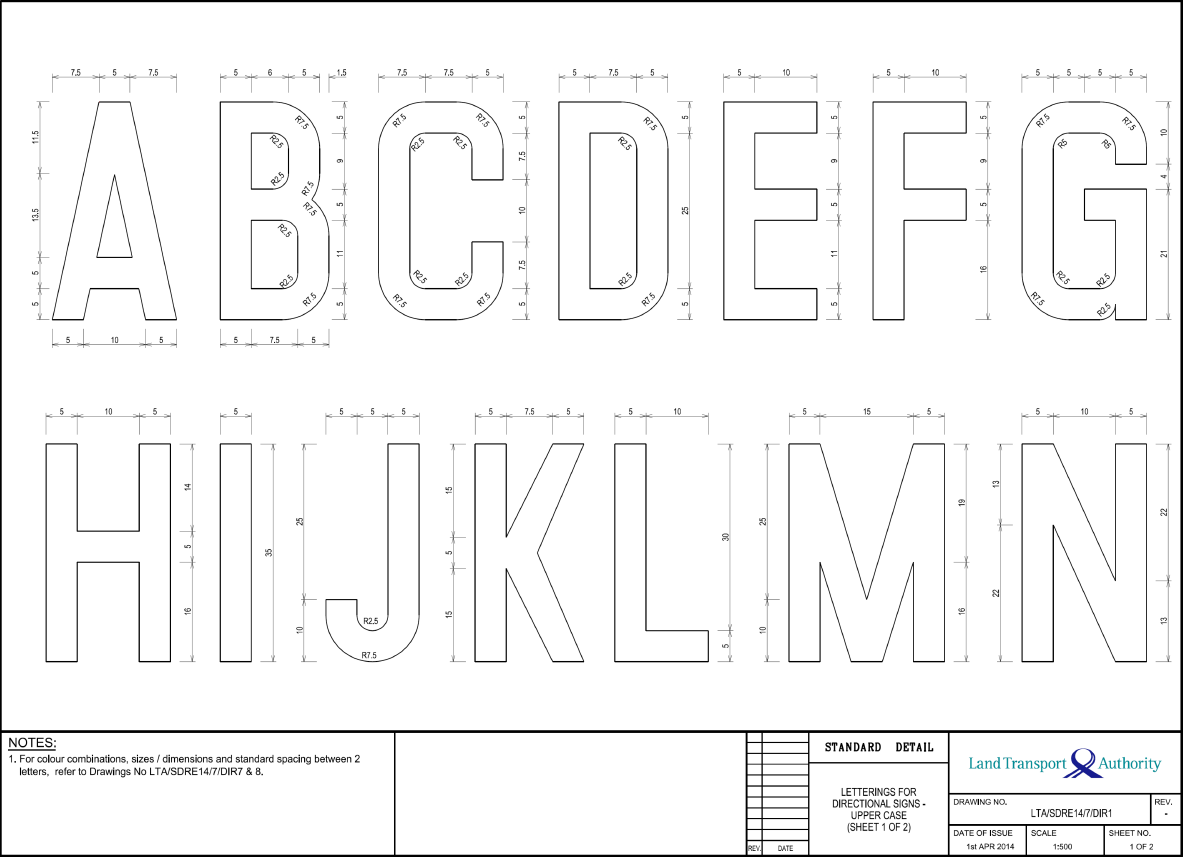 7.5 5 7.5
5 6 5 1.5
7.5 7.5 5
5 7.5 5
5 10
5 10
5 5 5 5
A B C D E F G
11.5 13.5 5 5
R7.5 R2.5 R2.5 R7.5 R7.5 R2.5 R2.5 R7.5
5 9 5 11 5
R7.5 R7.5 R2.5 R2.5 R2.5 R2.5 R7.5 R7.5
5 7.5 10 7.5 5
R7.5 R2.5 R2.5 R7.5
5 25 5
5 9 5 11 5
5 9 5 16
R7.5 R7.5 R5 R5 R2.5 R2.5 R7.5 R2.5
10 4 21
5 10 5
5 7.5 5
5 10 5
5
5 5 5
5 7.5 5
5 10
5 15 5
5 10 5
H I J K L M N
14 5 16
35
25 10
R2.5
R7.5
15 5 15
30 5
25 10
19 16
13 22
22 13
NOTES:
1. For colour combinations, sizes / dimensions and standard spacing between 2
letters, refer to Drawings No LTA/SDRE14/7/DIR7 & 8.
REV. DATE
STANDARD DETAIL
LETTERINGS FOR
DIRECTIONAL SIGNS -
UPPER CASE
(SHEET 1 OF 2)
Land Transport Authority
DRAWING NO. REV.
LTA/SDRE14/7/DIR1 -
DATE OF ISSUE SCALE SHEET NO.
1st APR 2014 1:500 1 OF 2